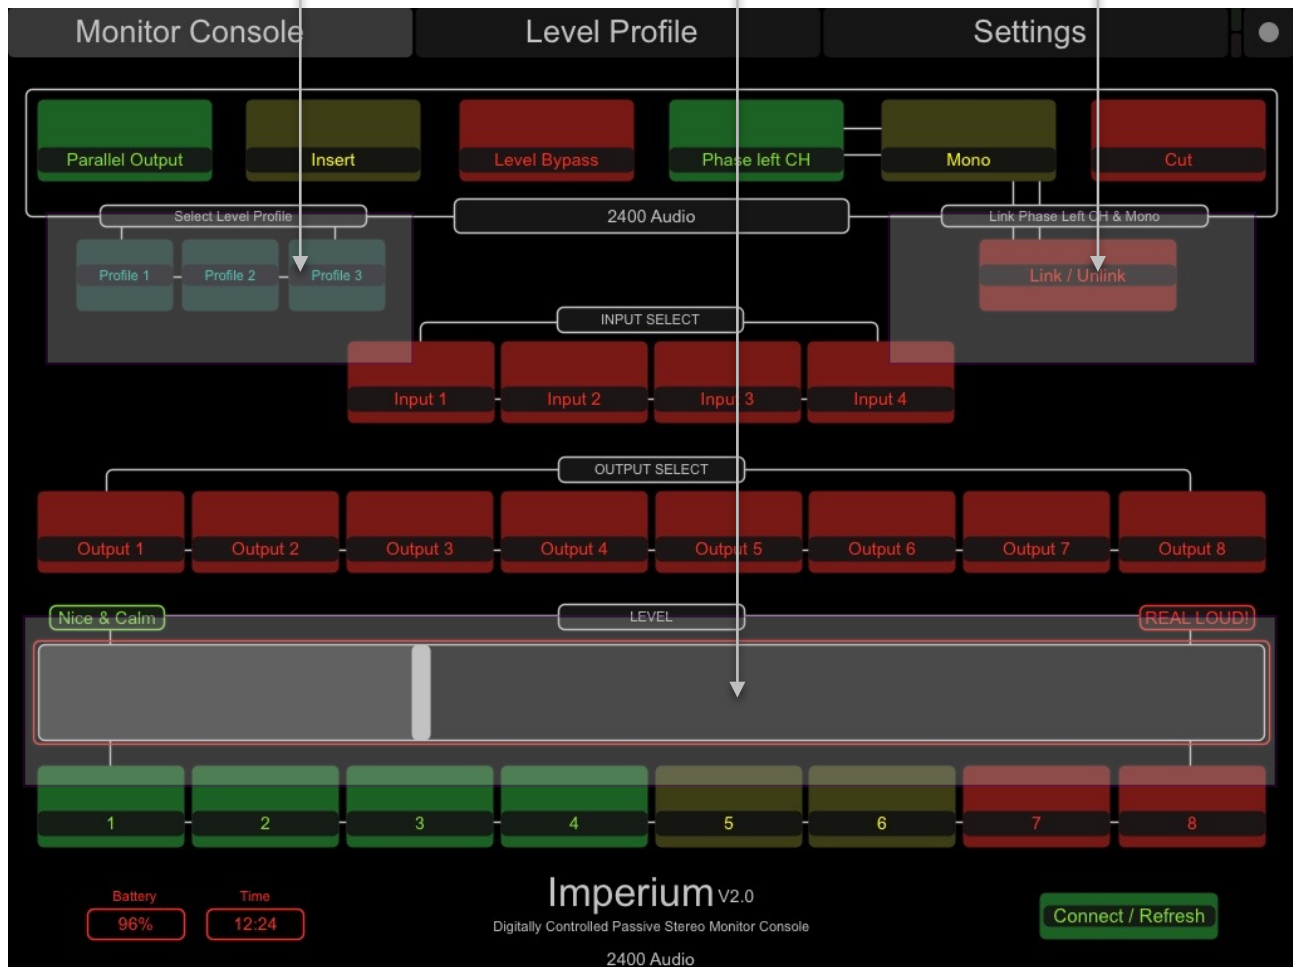 Monitor Console
Level Profile
Settings
Parallel Output
Insert
Level Bypass
Phase left CH
Mono
Cut
Select Level Profile
2400 Audio
Link Phase Left CH & Mono
Profile 1
Profile 2
Profile 3
Link / Unlink
INPUT SELECT
Input 1
Input 2
Input 3
Input 4
OUTPUT SELECT
Output 1
Output 2
Output 3
Output 4
Output 5
Output 6
Output 7
Output 8
Nice & Calm
LEVEL
REAL LOUD!
1
2
3
4
5
6
7
8
Battery
Time
96%
12:24
Imperium V2.0
Digitally Controlled Passive Stereo Monitor Console
2400 Audio
Connect / Refresh